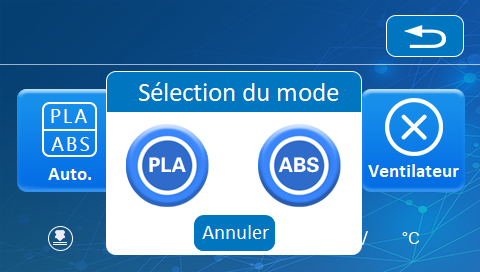 Sélection du mode
PLA
ABS
Auto.
PLA
ABS
Ventilateur
Annuler
/
°C